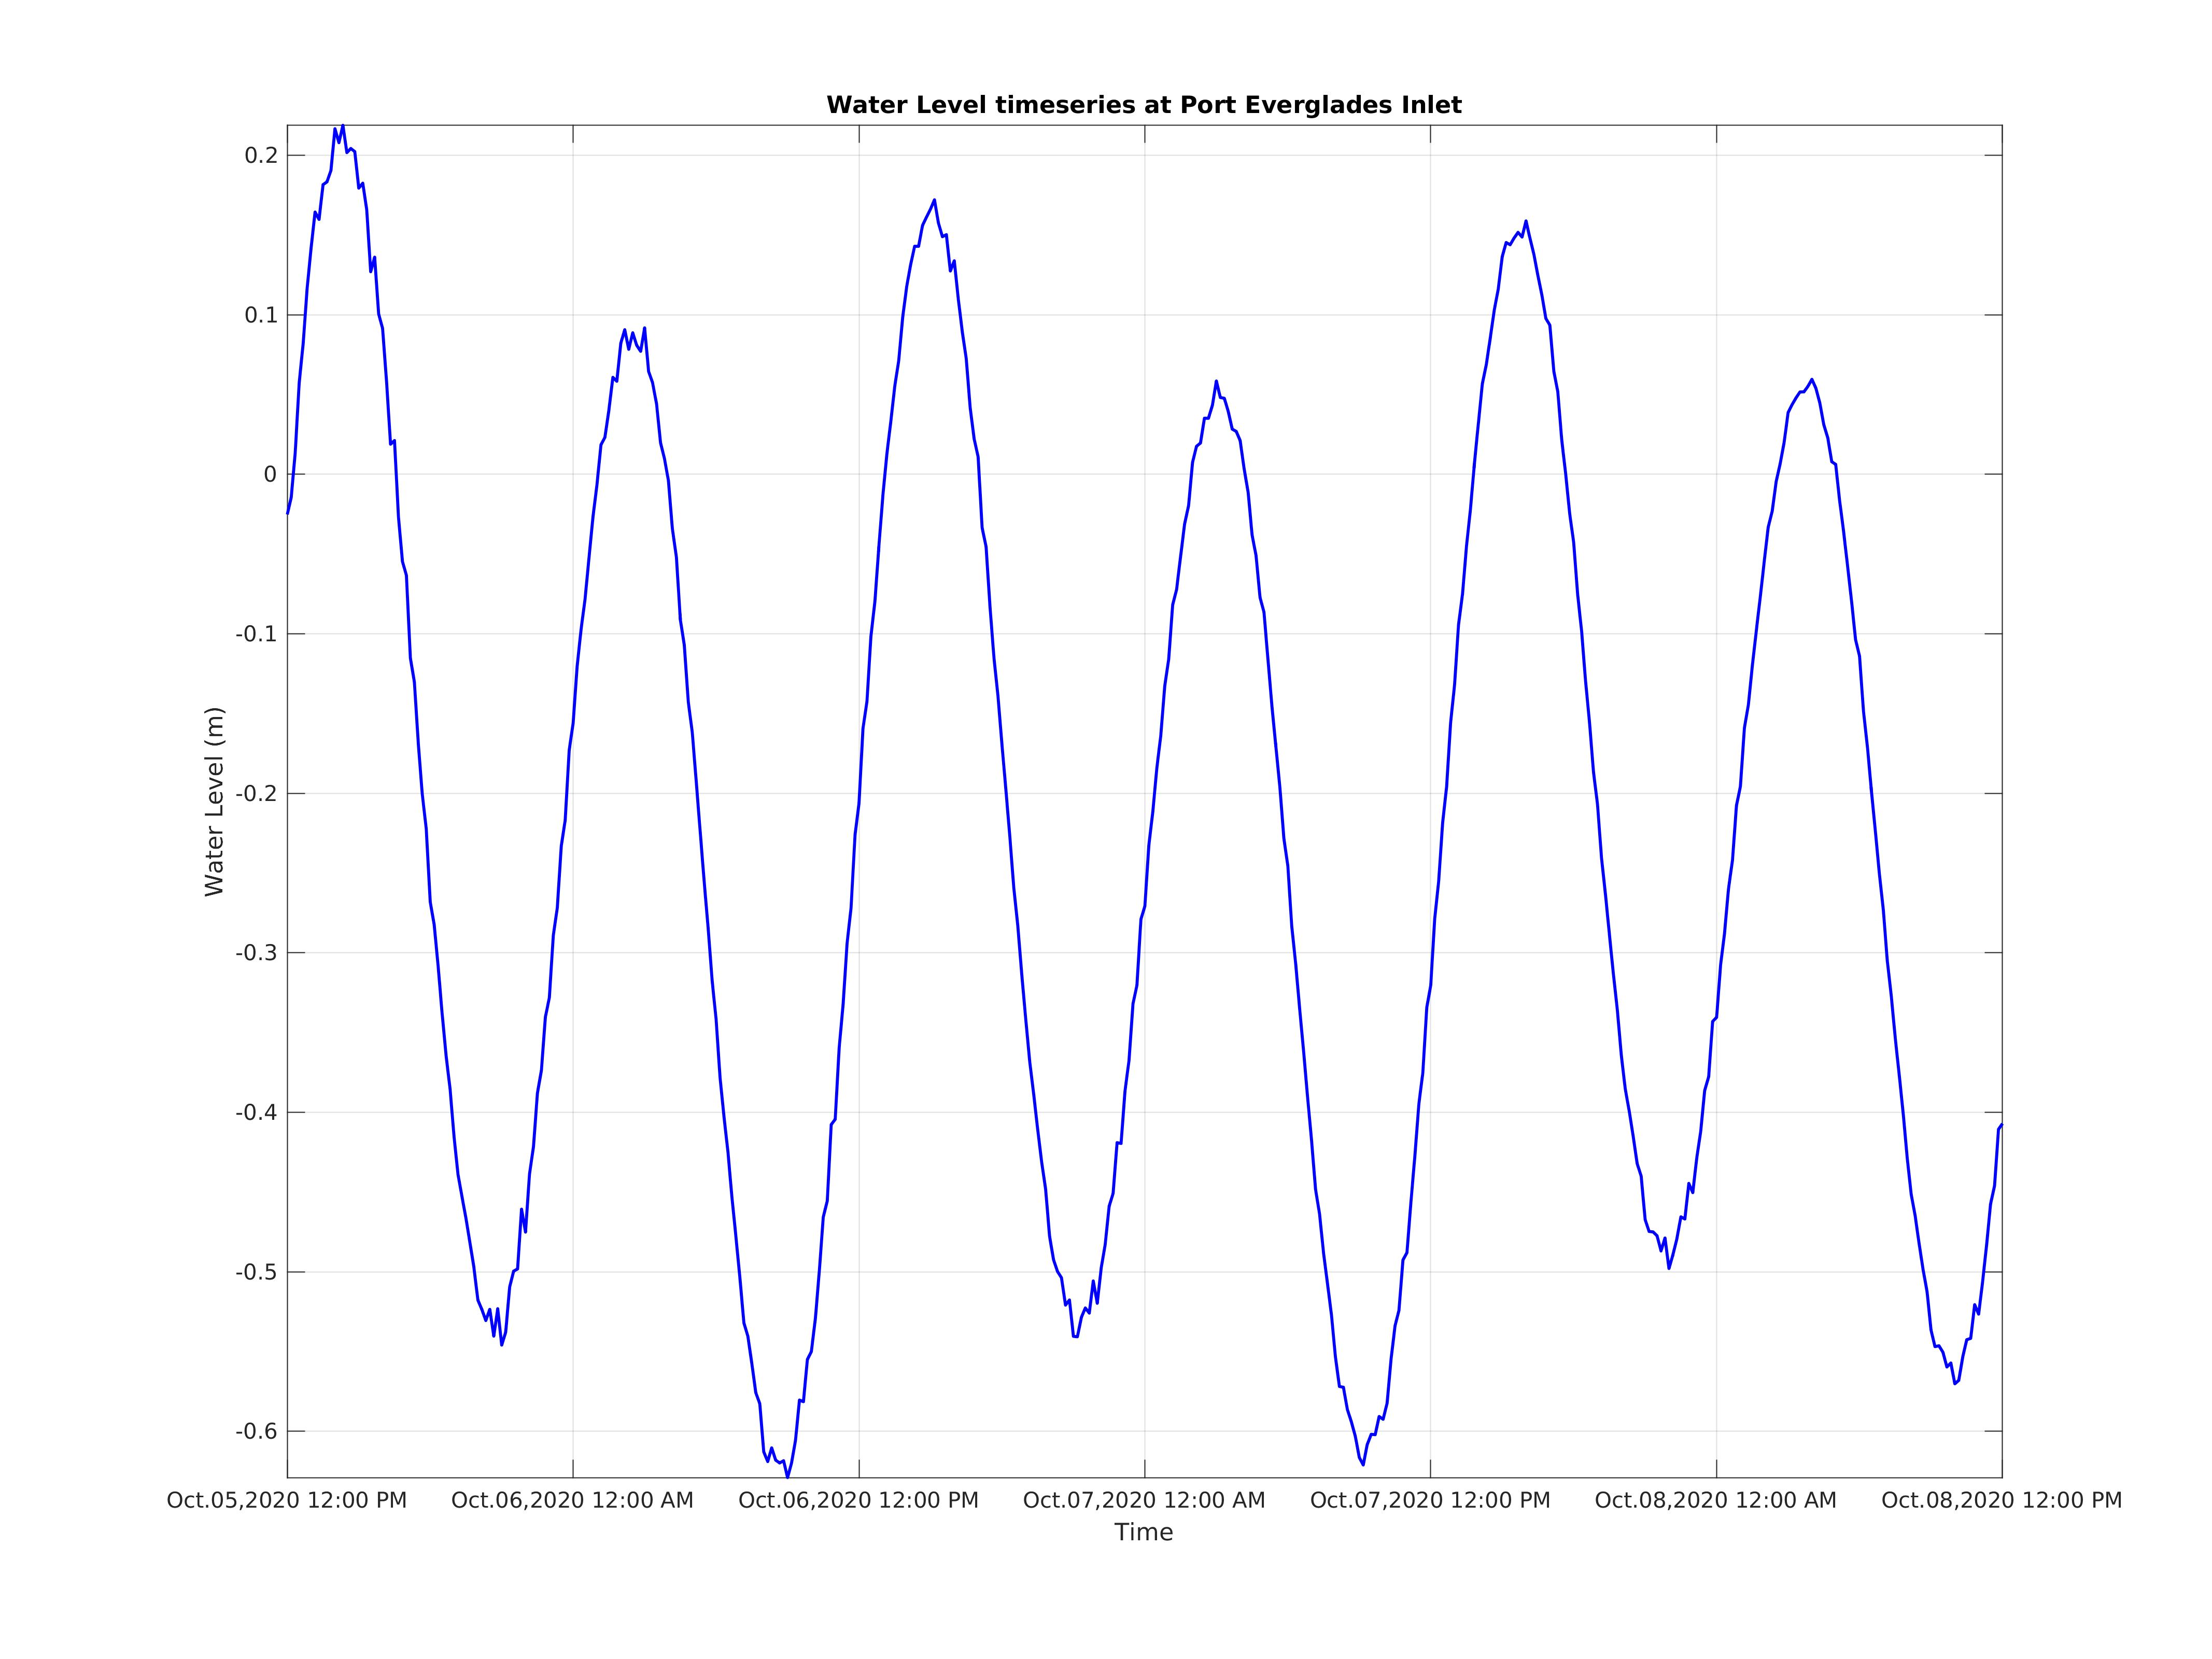 Water Level timeseries at Port Everglades Inlet
0.2
0.1
0
-0.1
-0.2
-0.3
-0.4
-0.5
-0.6
Water Level (m)
Oct.05,2020 12:00 PM
Oct.06,2020 12:00 AM
Oct.06,2020 12:00 PM
Oct.07,2020 12:00 AM
Oct.07,2020 12:00 PM
Oct.08,2020 12:00 AM
Oct.08,2020 12:00 PM
Time